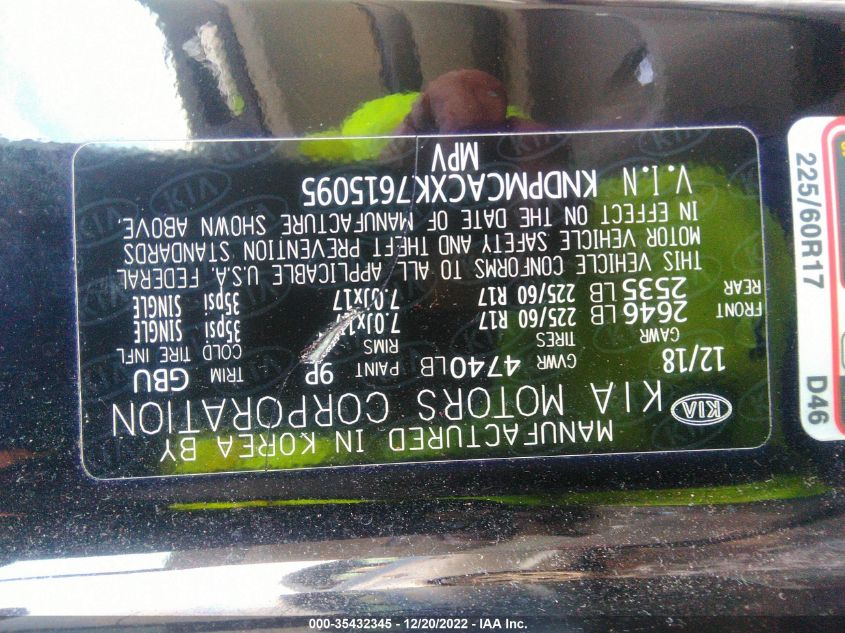 MANUFACTURED IN KOREA BY
KIA KIA MOTORS CORPORATION
12/18 GVWR 4740LB PAINT 9P TRIM GBU
GAWR TIRES RIMS COLD TIRE INFL
FRONT 2646 LB 225/60 R17 7.0Jx17 35psi SINGLE
REAR 2535 LB 225/60 R17 7.0Jx17 35psi SINGLE
THIS VEHICLE CONFORMS TO ALL APPLICABLE U.S.A. FEDERAL
MOTOR VEHICLE SAFETY AND THEFT PREVENTION STANDARDS
IN EFFECT ON THE DATE OF MANUFACTURE SHOWN ABOVE.
V.I.N KNDPMCACXK7615095
MPV
225/60R17
D46
000-35432345 - 12/20/2022 - IAA Inc.